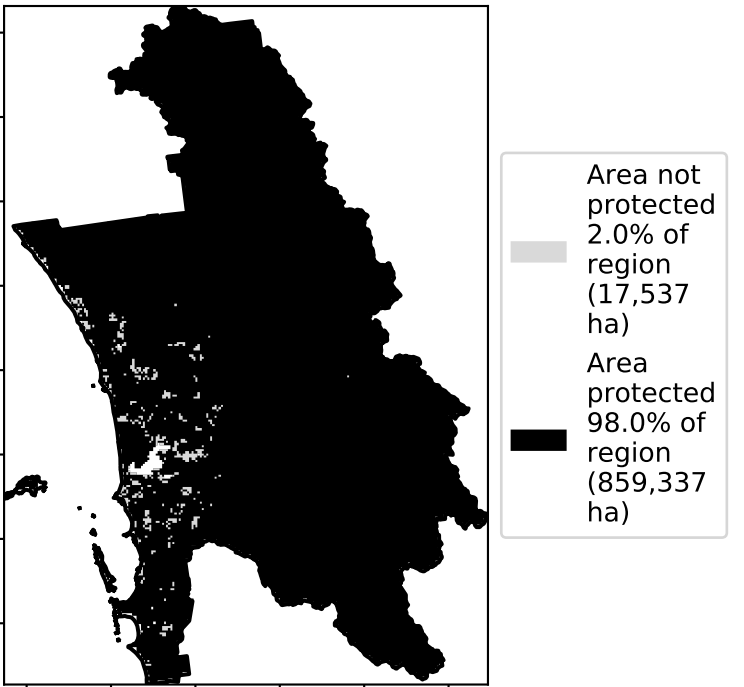 Area not
protected
2.0% of
region
(17,537
ha)
Area
protected
98.0% of
region
(859,337
ha)